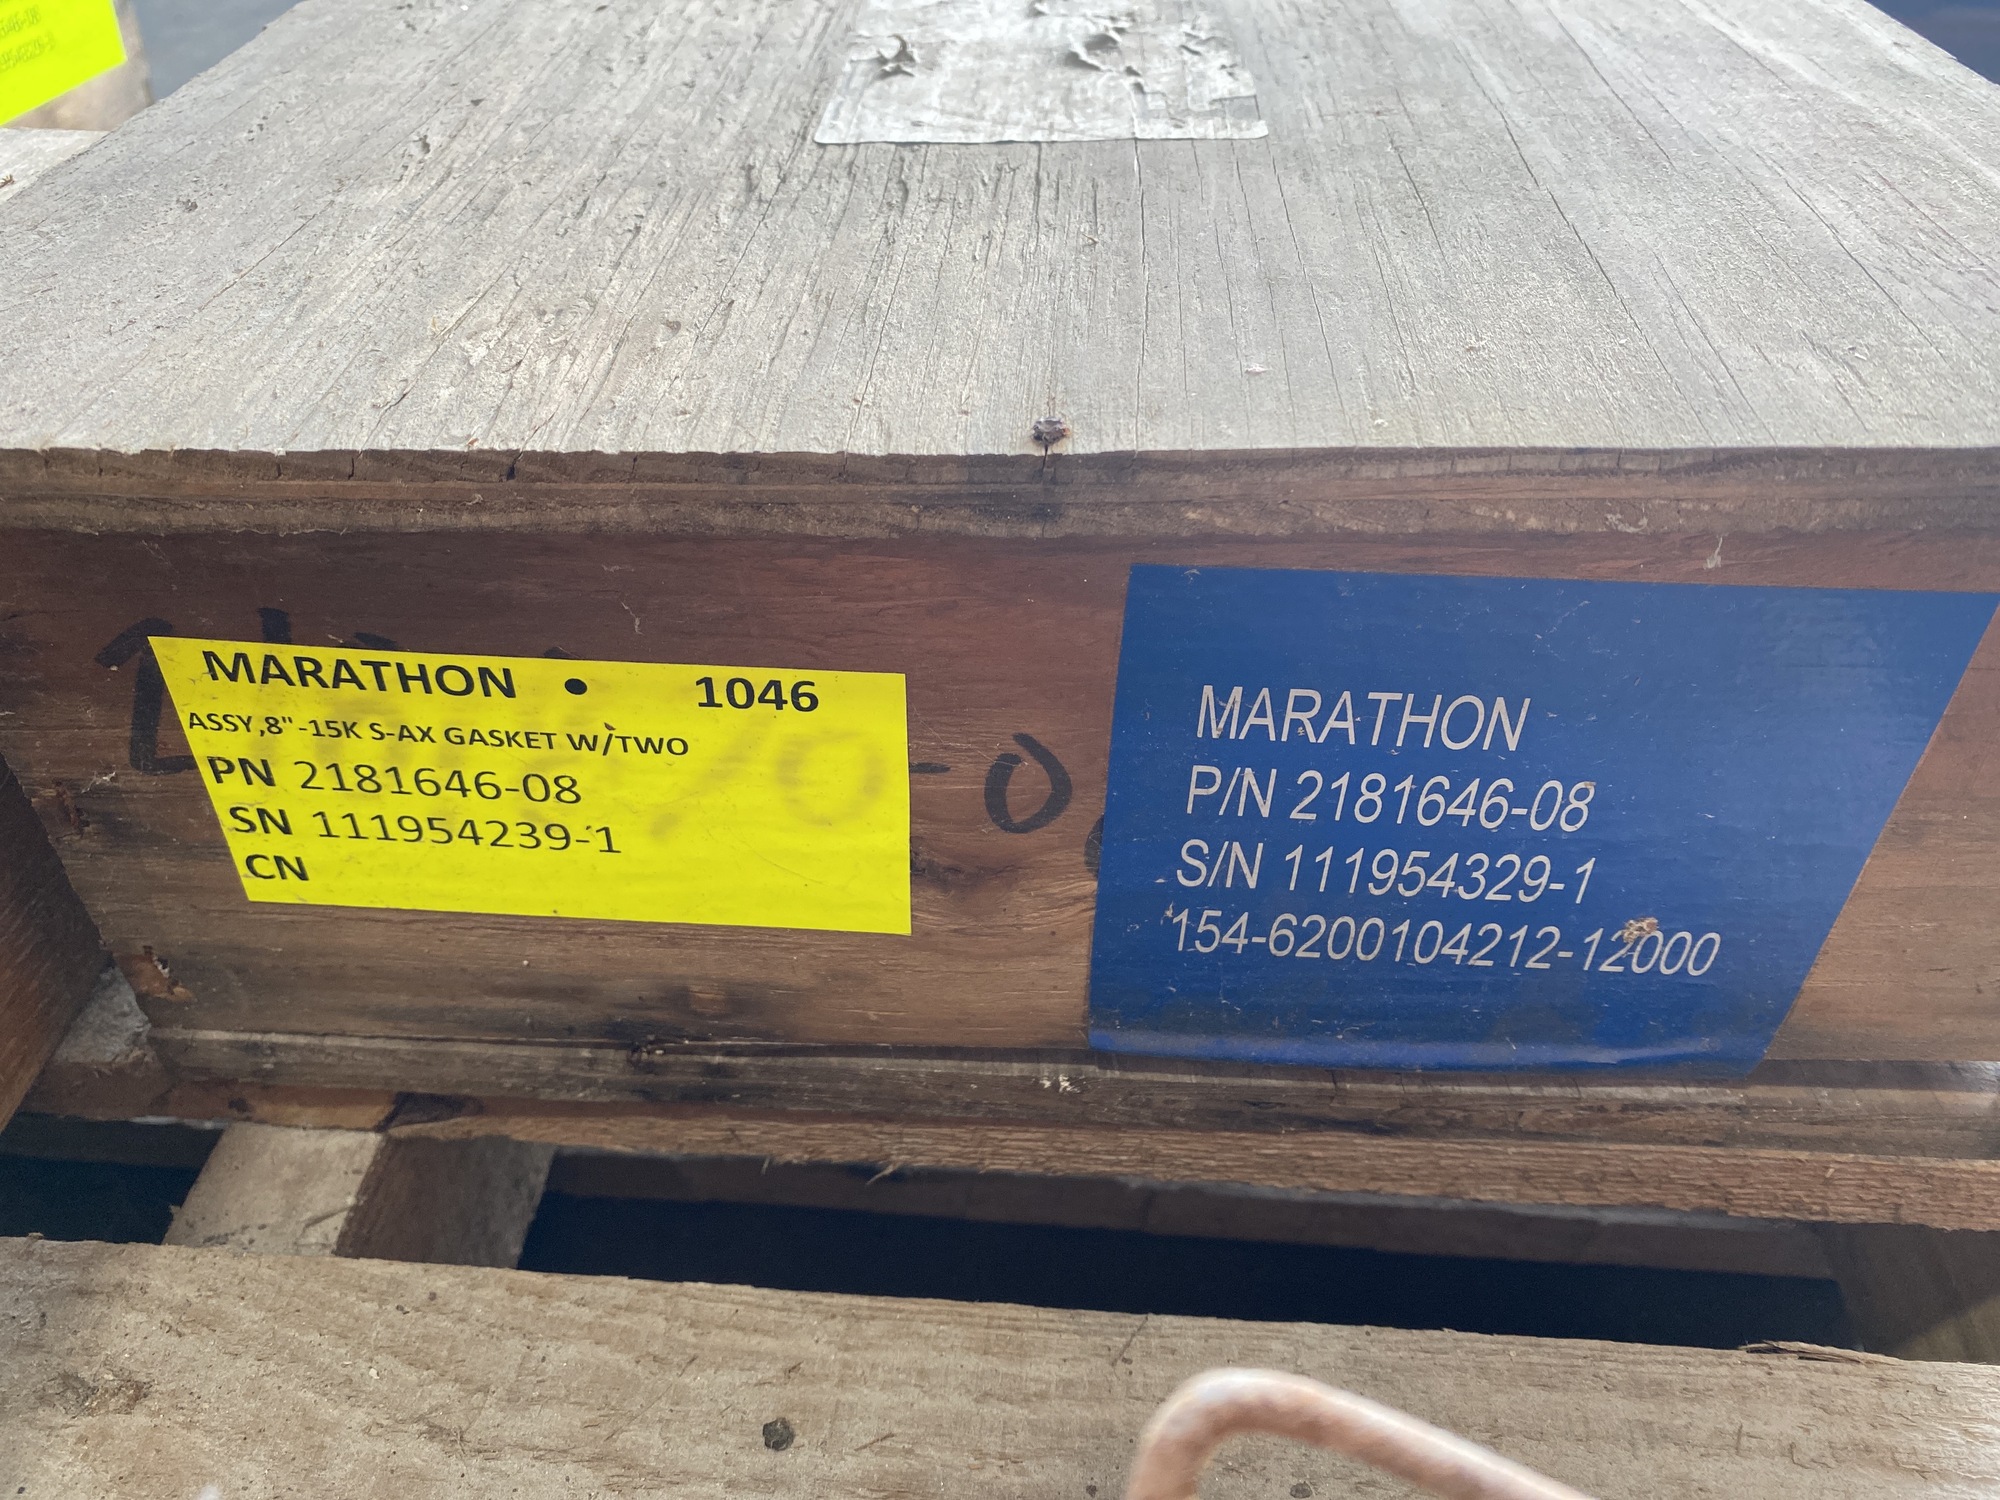 MARATHON • 1046
ASSY,8"-15K S-AX GASKET W/TWO
PN 2181646-08
SN 111954239-1
CN
MARATHON
P/N 2181646-08
S/N 111954329-1
154-6200104212-12000